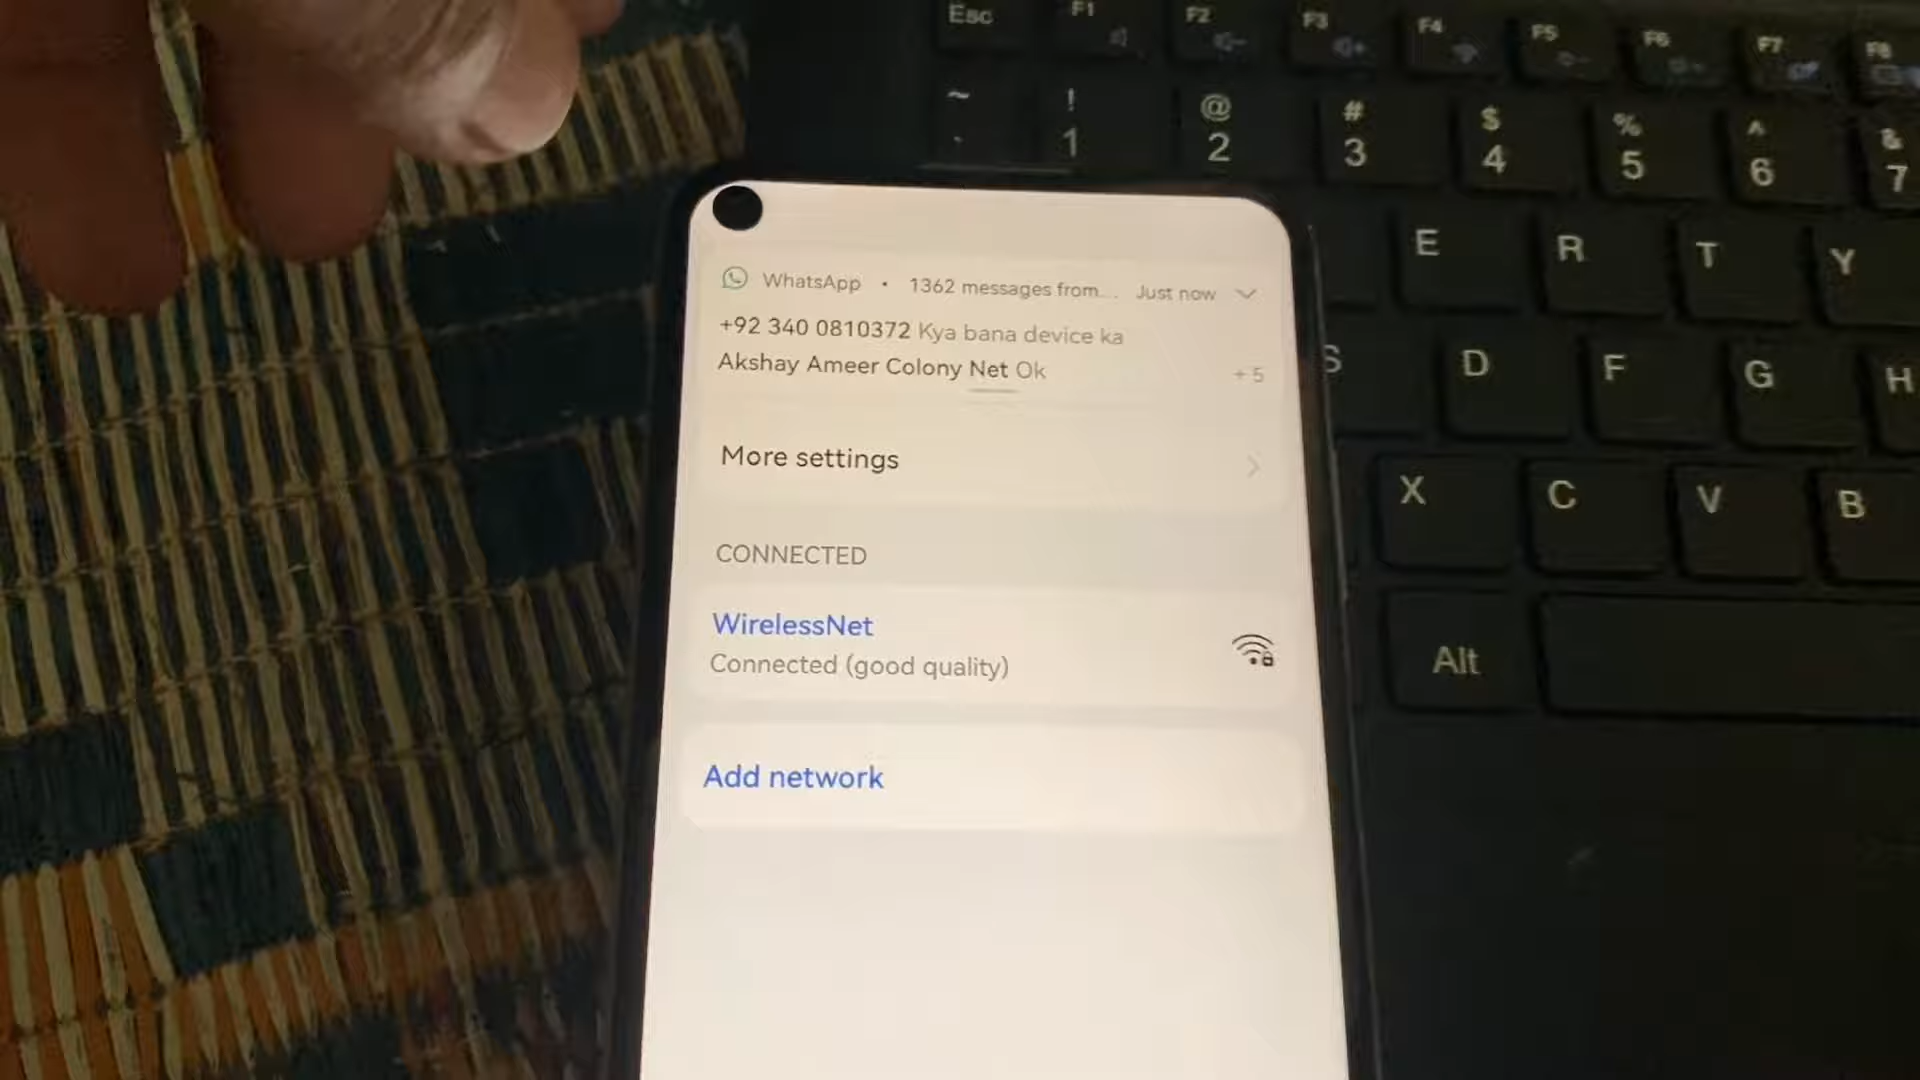 Esc F1 F2 F3 F4 F5 F6 F7 F8
~ ! @ # $ % ^ &
` 1 2 3 4 5 6 7
E R T Y
S D F G H
X C V B
Alt
WhatsApp • 1362 messages from... Just now
+92 340 0810372 Kya bana device ka
Akshay Ameer Colony Net Ok +5
More settings
CONNECTED
WirelessNet
Connected (good quality)
Add network